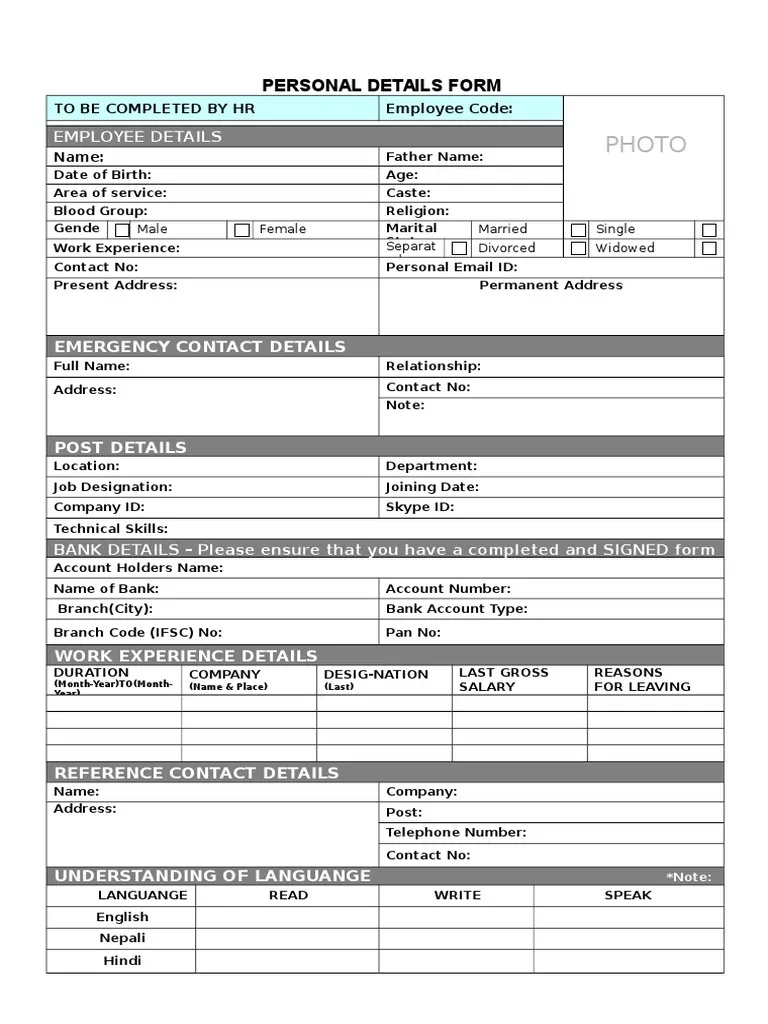 PERSONAL DETAILS FORM
TO BE COMPLETED BY HR Employee Code:
PHOTO
EMPLOYEE DETAILS
Name: Father Name:
Date of Birth: Age:
Area of service: Caste:
Blood Group: Religion:
Gende Male Female Marital Married Single
Work Experience: Separat Divorced Widowed
Contact No: Personal Email ID:
Present Address: Permanent Address
EMERGENCY CONTACT DETAILS
Full Name: Relationship:
Address: Contact No:
Note:
POST DETAILS
Location: Department:
Job Designation: Joining Date:
Company ID: Skype ID:
Technical Skills:
BANK DETAILS – Please ensure that you have a completed and SIGNED form
Account Holders Name:
Name of Bank: Account Number:
Branch(City): Bank Account Type:
Branch Code (IFSC) No: Pan No:
WORK EXPERIENCE DETAILS
DURATION COMPANY DESIG-NATION LAST GROSS REASONS
(Month-Year)TO(Month- (Name & Place) (Last) SALARY FOR LEAVING
Year)
REFERENCE CONTACT DETAILS
Name: Company:
Address: Post:
Telephone Number:
Contact No:
UNDERSTANDING OF LANGUANGE *Note:
LANGUANGE READ WRITE SPEAK
English
Nepali
Hindi